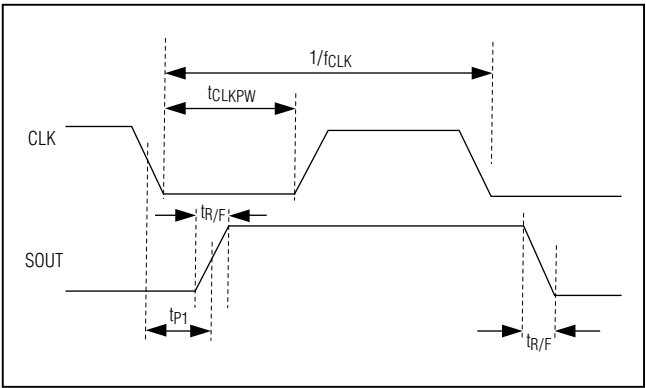 1/fCLK
tCLKPW
CLK
tR/F
SOUT
tP1
tR/F